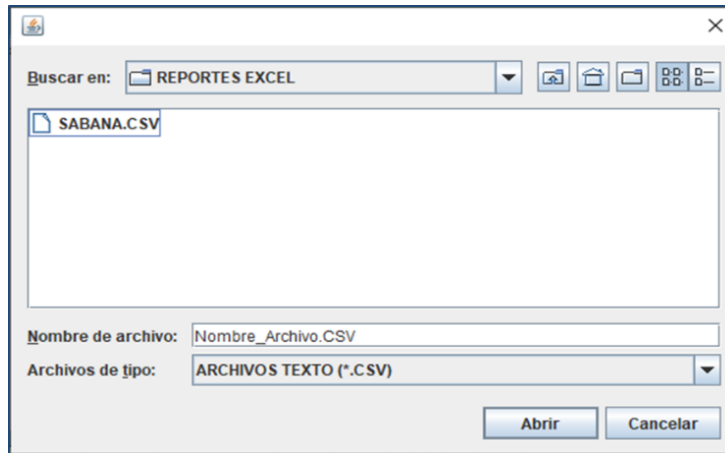 Buscar en: REPORTES EXCEL
SABANA.CSV
Nombre de archivo: Nombre_Archivo.CSV
Archivos de tipo: ARCHIVOS TEXTO (*.CSV)
Abrir Cancelar